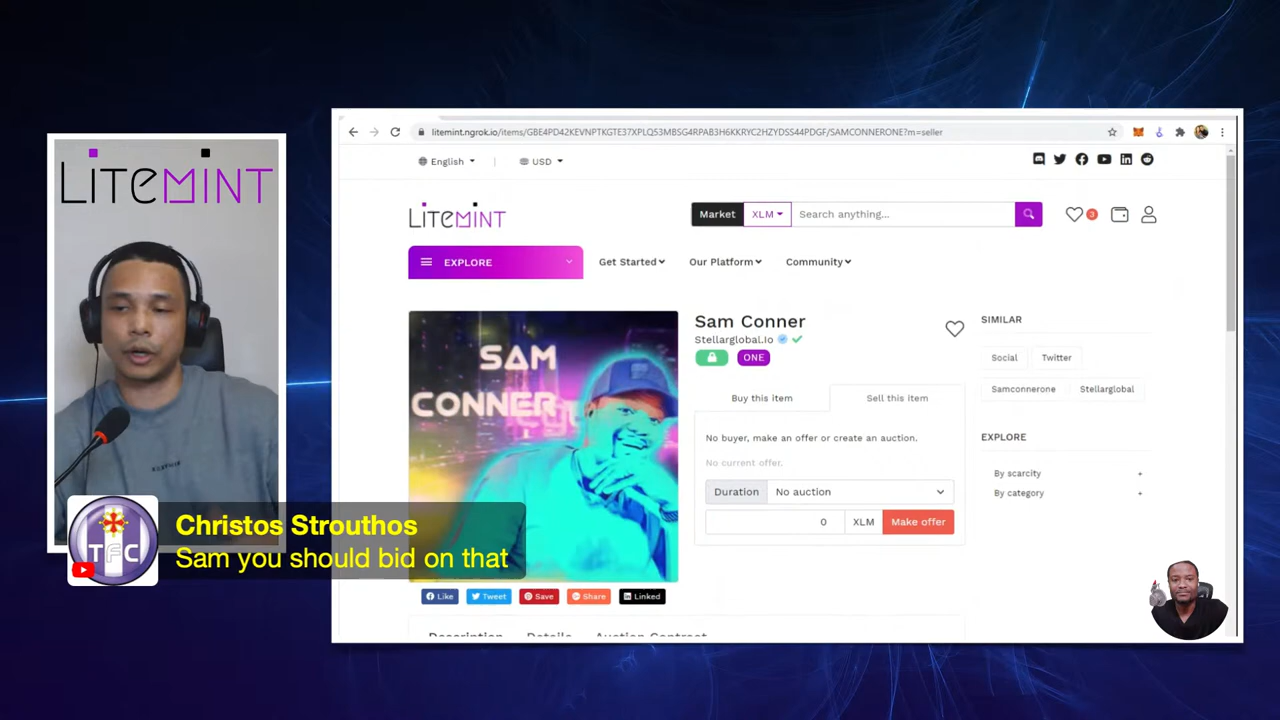 LITEMINT
litemint.ngrok.io/items/GBE4PD42KEVNPTKGTE37XPLQ53MBSG4RPAB3H6KKRYC2HZYDSS44PDGF/SAMCONNERONE?m=seller
English
USD
LITEMINT
Market
XLM
Search anything...
3
EXPLORE
Get Started
Our Platform
Community
SAM
CONNER
Sam Conner
Stellarglobal.Io
ONE
Buy this item
Sell this item
No buyer, make an offer or create an auction.
No current offer.
Duration
No auction
0
XLM
Make offer
SIMILAR
Social
Twitter
Samconnerone
Stellarglobal
EXPLORE
By scarcity
+
By category
+
TFC
Christos Strouthos
Sam you should bid on that
Like
Tweet
Save
Share
Linked
Description
Details
Auction Contract